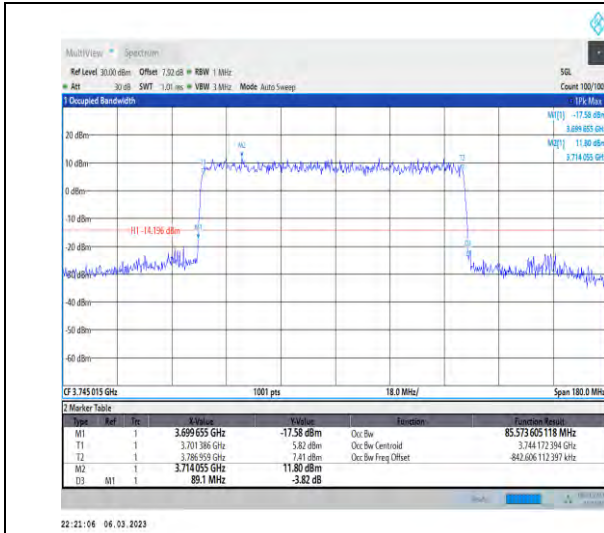 MultiView Spectrum
Ref Level 30.00 dBm Offset 7.92 dB RBW 1 MHz SGL
Att 30 dB SWT 1.01 ms VBW 3 MHz Mode Auto Sweep Count 100/100
1 Occupied Bandwidth 1Pk Max
M1[1] -17.58 dBm
3.699 655 GHz
M2[1] 11.80 dBm
3.714 055 GHz
20 dBm
M2
10 dBm
T1
T2
0 dBm
-10 dBm
H1 -14.196 dBm
M1
-20 dBm
D3
-30 dBm
-40 dBm
-50 dBm
-60 dBm
CF 3.745 015 GHz 1001 pts 18.0 MHz/ Span 180.0 MHz
2 Marker Table
Type Ref Trc X-Value Y-Value Function Function Result
M1 1 3.699 655 GHz -17.58 dBm Occ Bw 85.573 605 118 MHz
T1 1 3.701 386 GHz 5.82 dBm Occ Bw Centroid 3.744 172 394 GHz
T2 1 3.786 959 GHz 7.41 dBm Occ Bw Freq Offset -842.606 112 397 kHz
M2 1 3.714 055 GHz 11.80 dBm
D3 M1 1 89.1 MHz -3.82 dB
22:21:06 06.03.2023